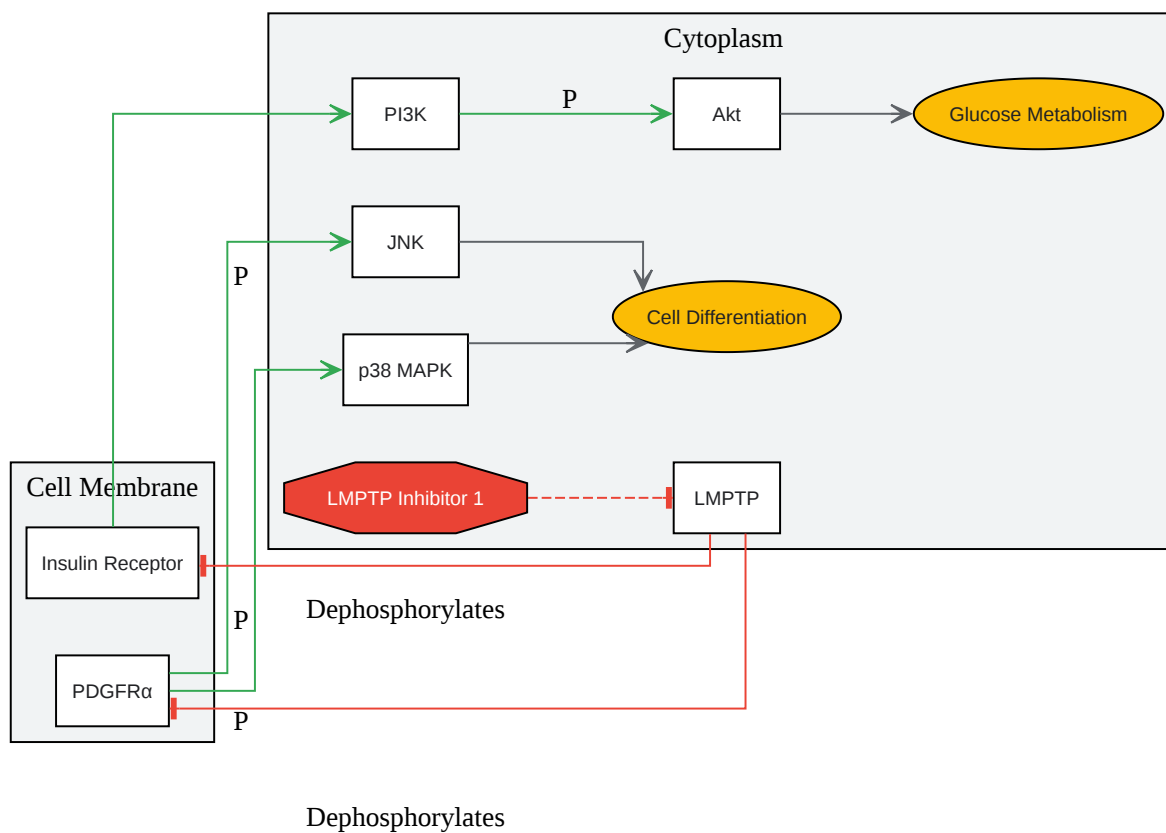 Cytoplasm
PI3K
P
Akt
Glucose Metabolism
JNK
P
Cell Differentiation
p38 MAPK
Cell Membrane
LMPTP Inhibitor 1
LMPTP
Insulin Receptor
Dephosphorylates
P
PDGFRα
P
Dephosphorylates